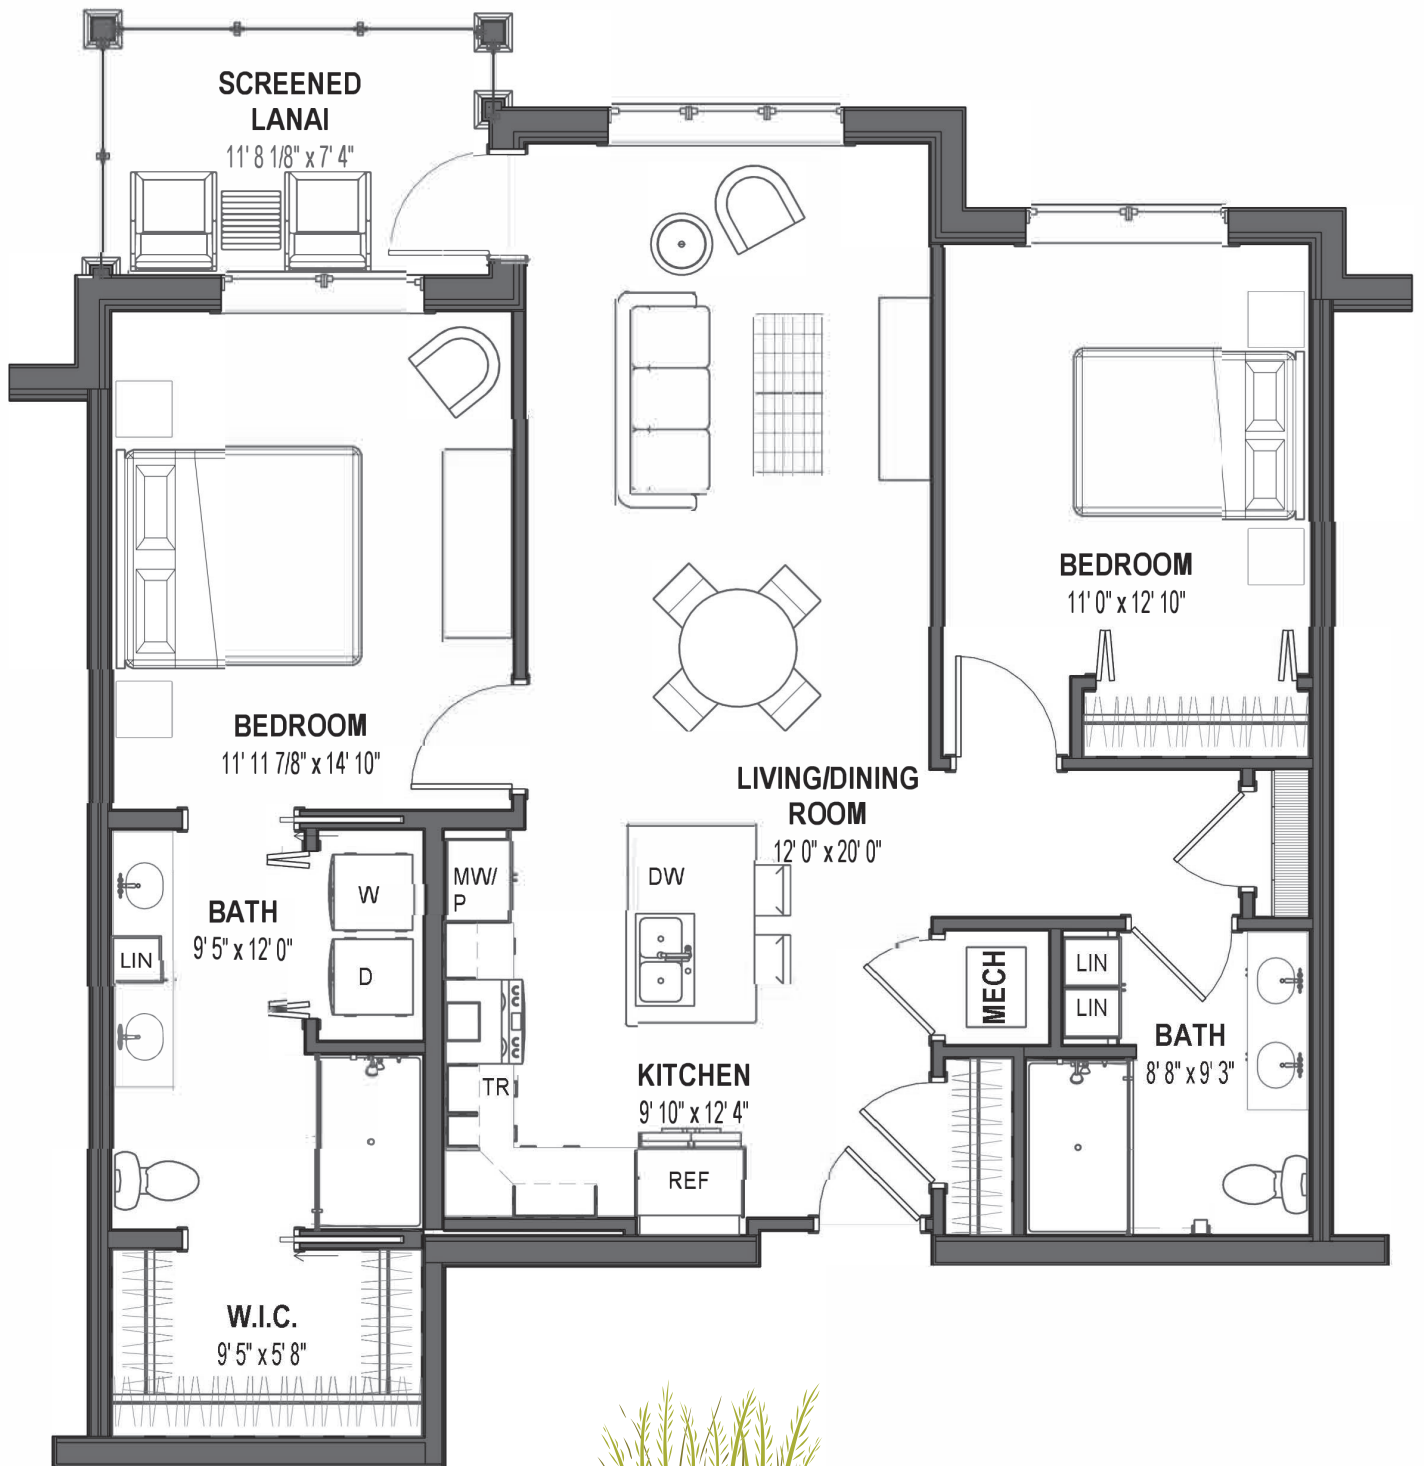 SCREENED
LANAI
11' 8 1/8" x 7' 4"
BEDROOM
11' 0" x 12' 10"
BEDROOM
11' 11 7/8" x 14' 10"
LIVING/DINING
ROOM
12' 0" x 20' 0"
MW/
P
DW
W
BATH
9' 5" x 12' 0"
LIN
D
MECH
LIN
LIN
BATH
8' 8" x 9' 3"
TR
KITCHEN
9' 10" x 12' 4"
REF
W.I.C.
9' 5" x 5' 8"